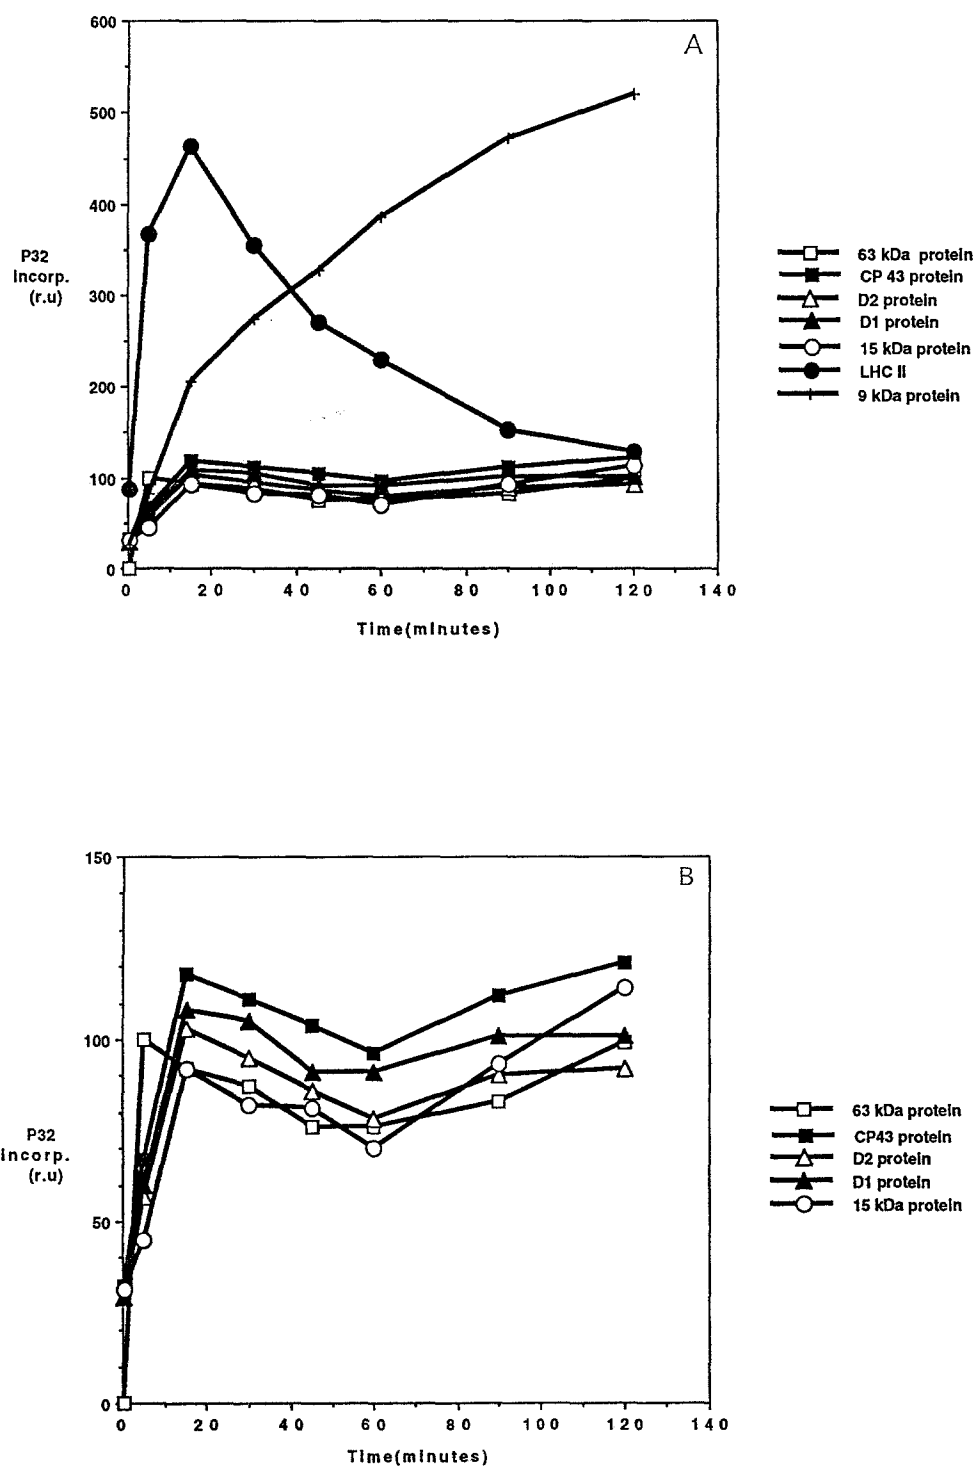 600
A
500
400
P32
Incorp.
(r.u)
300
200
100
0
0 20 40 60 80 100 120 140
Time(minutes)
63 kDa protein
CP 43 protein
D2 protein
D1 protein
15 kDa protein
LHC II
9 kDa protein
150
B
100
P32
incorp.
(r.u)
50
0
0 20 40 60 80 100 120 140
Time(minutes)
63 kDa protein
CP43 protein
D2 protein
D1 protein
15 kDa protein